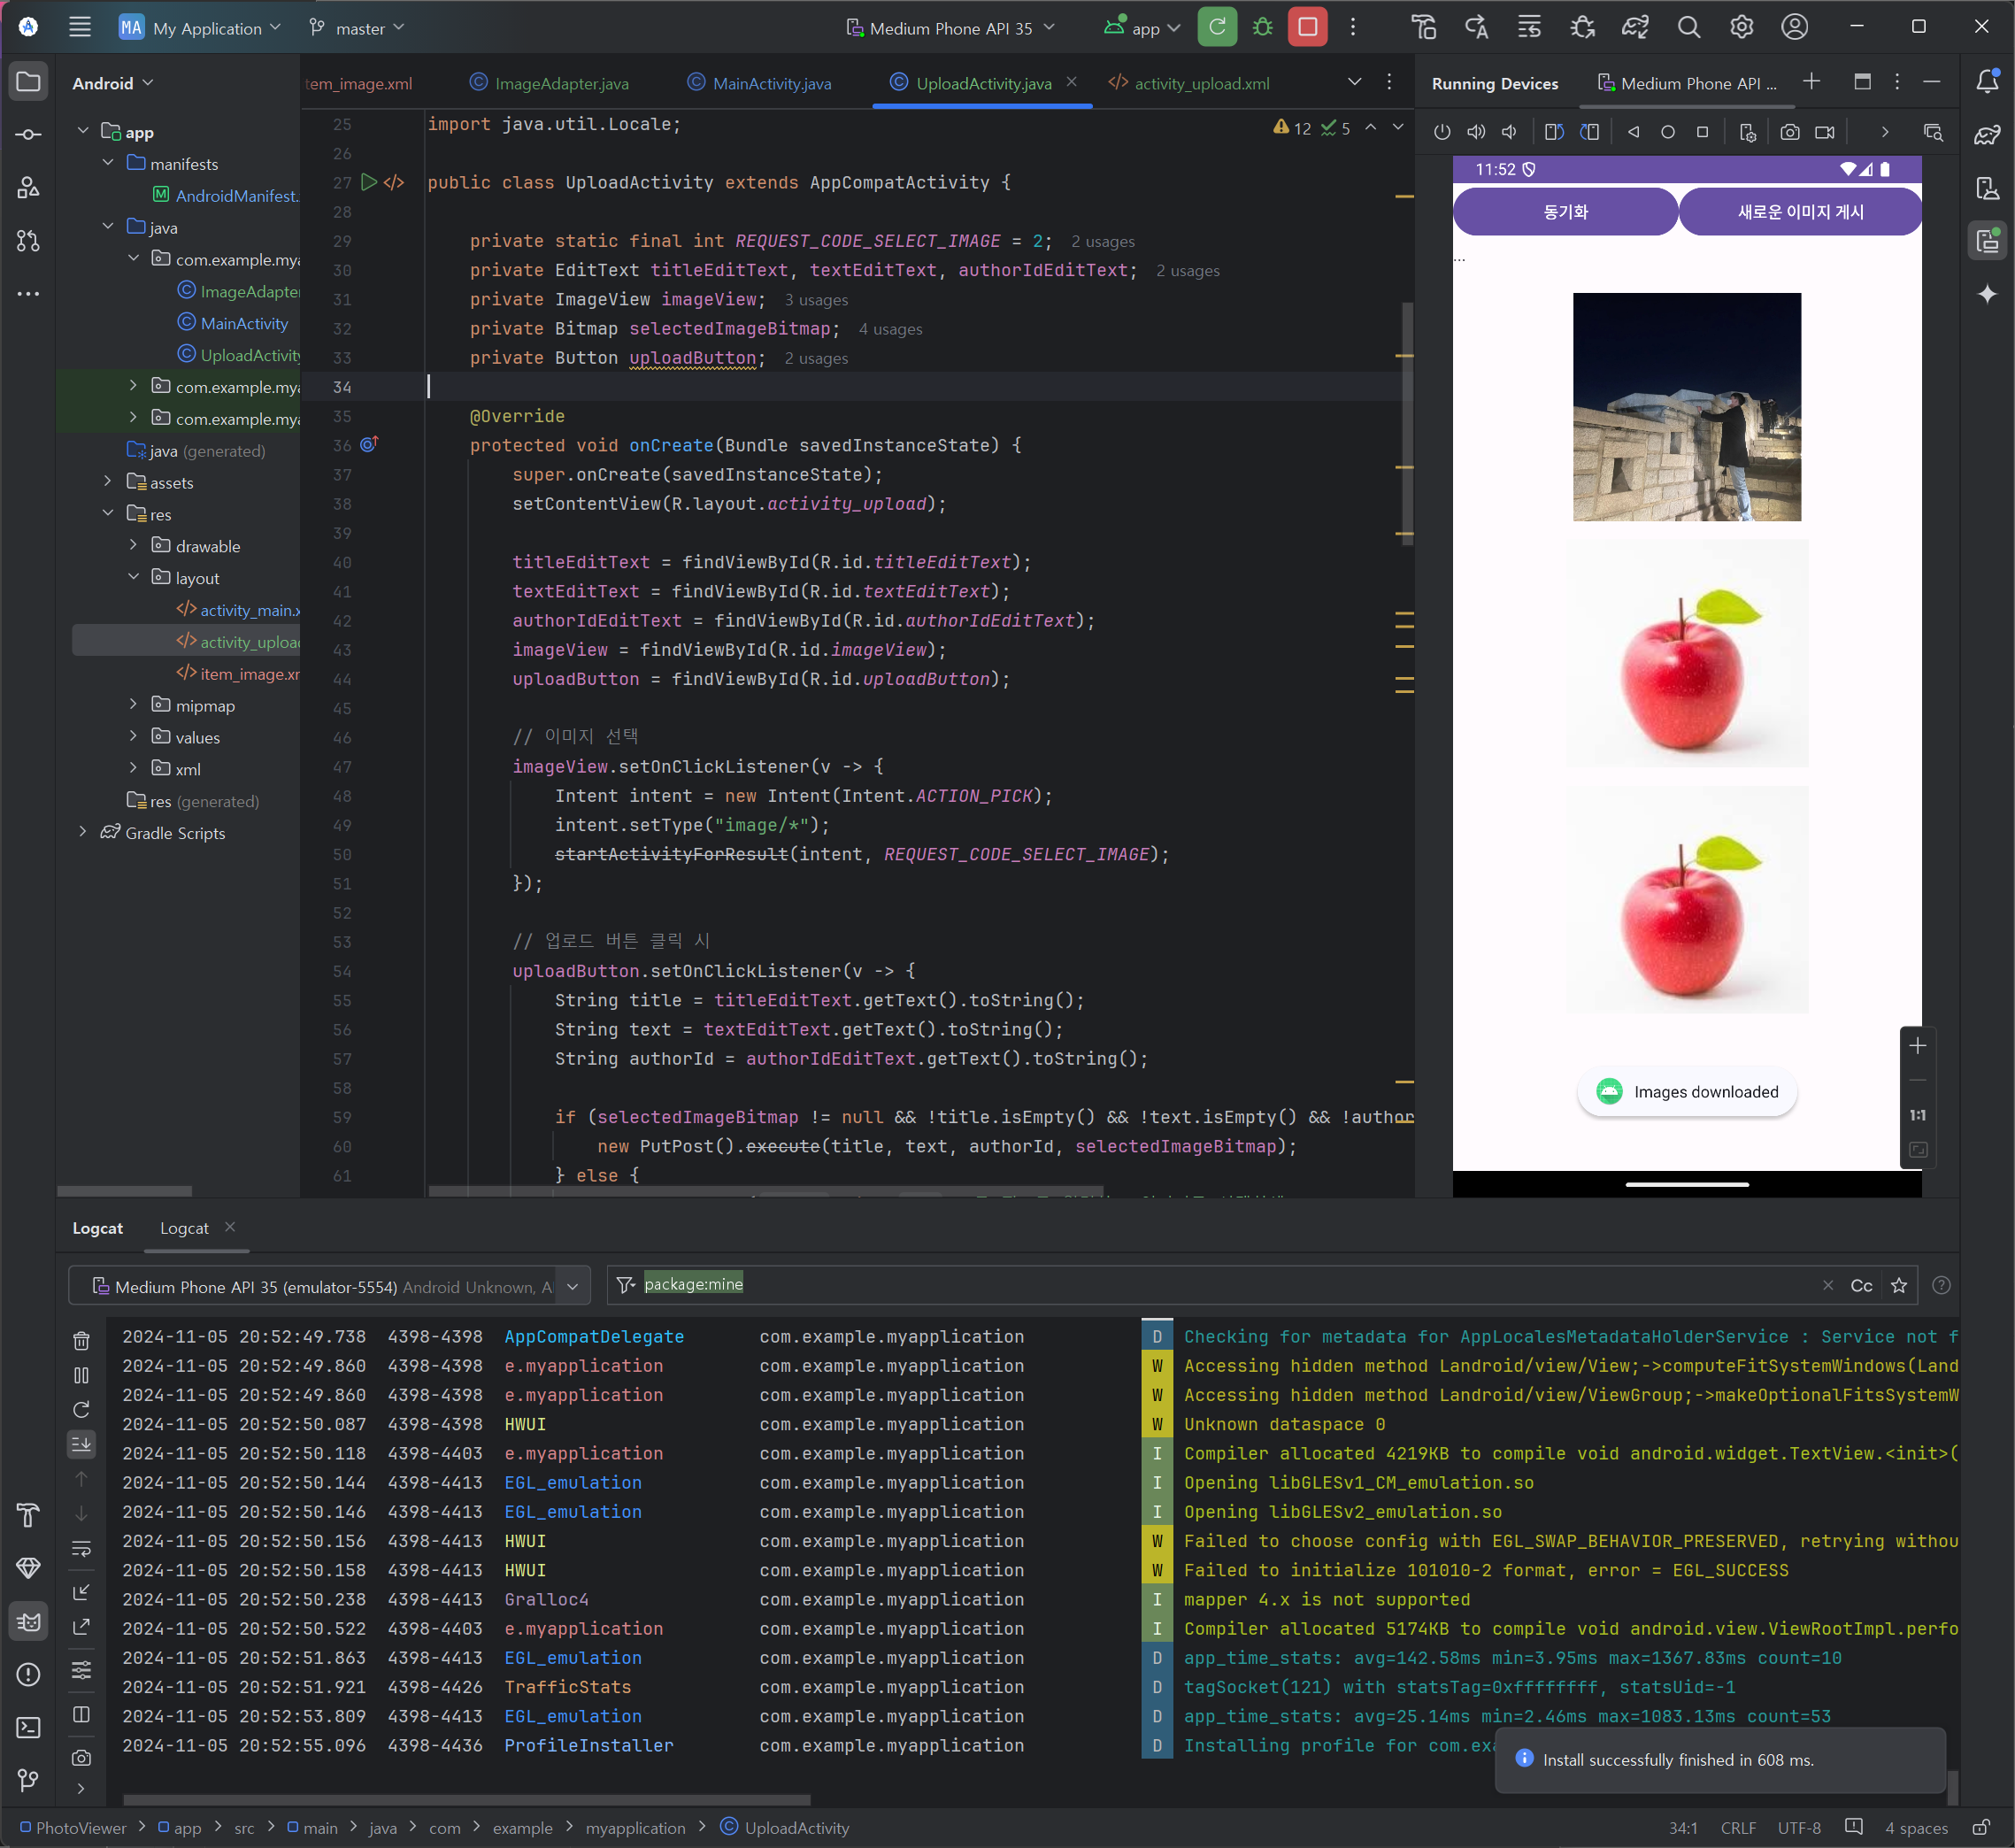 MA My Application master Medium Phone API 35 app
Android
tem_image.xml ImageAdapter.java MainActivity.java UploadActivity.java activity_upload.xml
Running Devices Medium Phone API ...
app
manifests
AndroidManifest.
java
com.example.mya
ImageAdapte
MainActivity
UploadActivity
com.example.mya
com.example.mya
java (generated)
assets
res
drawable
layout
activity_main.x
activity_upload
item_image.xm
mipmap
values
xml
res (generated)
Gradle Scripts
12 5
25 import java.util.Locale;
26
27 public class UploadActivity extends AppCompatActivity {
28
29 private static final int REQUEST_CODE_SELECT_IMAGE = 2; 2 usages
30 private EditText titleEditText, textEditText, authorIdEditText; 2 usages
31 private ImageView imageView; 3 usages
32 private Bitmap selectedImageBitmap; 4 usages
33 private Button uploadButton; 2 usages
34
35 @Override
36 protected void onCreate(Bundle savedInstanceState) {
37 super.onCreate(savedInstanceState);
38 setContentView(R.layout.activity_upload);
39
40 titleEditText = findViewById(R.id.titleEditText);
41 textEditText = findViewById(R.id.textEditText);
42 authorIdEditText = findViewById(R.id.authorIdEditText);
43 imageView = findViewById(R.id.imageView);
44 uploadButton = findViewById(R.id.uploadButton);
45
46 // 이미지 선택
47 imageView.setOnClickListener(v -> {
48 Intent intent = new Intent(Intent.ACTION_PICK);
49 intent.setType("image/*");
50 startActivityForResult(intent, REQUEST_CODE_SELECT_IMAGE);
51 });
52
53 // 업로드 버튼 클릭 시
54 uploadButton.setOnClickListener(v -> {
55 String title = titleEditText.getText().toString();
56 String text = textEditText.getText().toString();
57 String authorId = authorIdEditText.getText().toString();
58
59 if (selectedImageBitmap != null && !title.isEmpty() && !text.isEmpty() && !author
60 new PutPost().execute(title, text, authorId, selectedImageBitmap);
61 } else {
11:52
동기화 새로운 이미지 게시
...
Images downloaded
1:1
Logcat Logcat
Medium Phone API 35 (emulator-5554) Android Unknown, A
package:mine
Cc
2024-11-05 20:52:49.738 4398-4398 AppCompatDelegate com.example.myapplication D Checking for metadata for AppLocalesMetadataHolderService : Service not f
2024-11-05 20:52:49.860 4398-4398 e.myapplication com.example.myapplication W Accessing hidden method Landroid/view/View;->computeFitSystemWindows(Land
2024-11-05 20:52:49.860 4398-4398 e.myapplication com.example.myapplication W Accessing hidden method Landroid/view/ViewGroup;->makeOptionalFitsSystemW
2024-11-05 20:52:50.087 4398-4398 HWUI com.example.myapplication W Unknown dataspace 0
2024-11-05 20:52:50.118 4398-4403 e.myapplication com.example.myapplication I Compiler allocated 4219KB to compile void android.widget.TextView.<init>(
2024-11-05 20:52:50.144 4398-4413 EGL_emulation com.example.myapplication I Opening libGLESv1_CM_emulation.so
2024-11-05 20:52:50.146 4398-4413 EGL_emulation com.example.myapplication I Opening libGLESv2_emulation.so
2024-11-05 20:52:50.156 4398-4413 HWUI com.example.myapplication W Failed to choose config with EGL_SWAP_BEHAVIOR_PRESERVED, retrying withou
2024-11-05 20:52:50.158 4398-4413 HWUI com.example.myapplication W Failed to initialize 101010-2 format, error = EGL_SUCCESS
2024-11-05 20:52:50.238 4398-4413 Gralloc4 com.example.myapplication I mapper 4.x is not supported
2024-11-05 20:52:50.522 4398-4403 e.myapplication com.example.myapplication I Compiler allocated 5174KB to compile void android.view.ViewRootImpl.perfo
2024-11-05 20:52:51.863 4398-4413 EGL_emulation com.example.myapplication D app_time_stats: avg=142.58ms min=3.95ms max=1367.83ms count=10
2024-11-05 20:52:51.921 4398-4426 TrafficStats com.example.myapplication D tagSocket(121) with statsTag=0xffffffff, statsUid=-1
2024-11-05 20:52:53.809 4398-4413 EGL_emulation com.example.myapplication D app_time_stats: avg=25.14ms min=2.46ms max=1083.13ms count=53
2024-11-05 20:52:55.096 4398-4436 ProfileInstaller com.example.myapplication D Installing profile for com.exa
Install successfully finished in 608 ms.
PhotoViewer > app > src > main > java > com > example > myapplication > UploadActivity 34:1 CRLF UTF-8 4 spaces